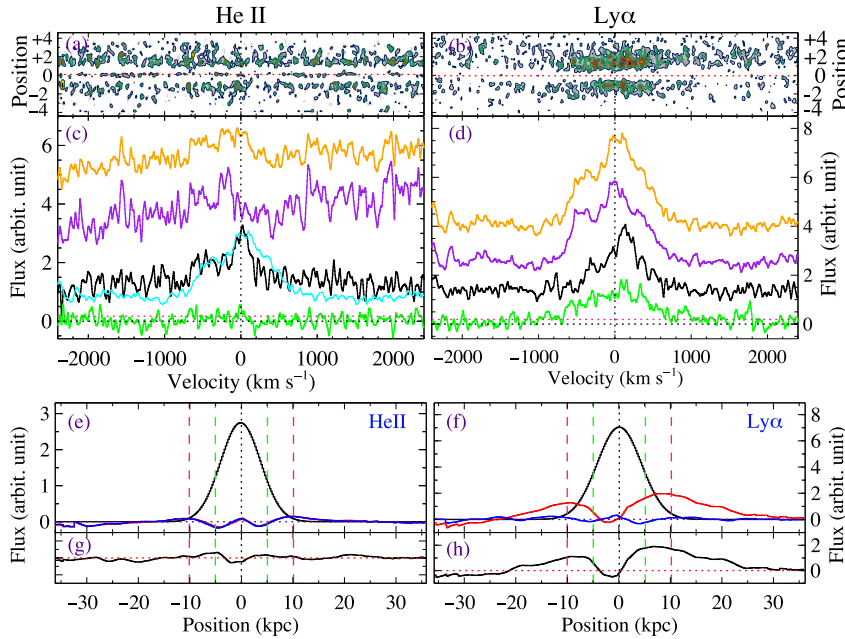 He II Lyα
(a) (b)
+4 +2 0 −2 −4 Position
+4 +2 0 −2 −4 Position
(c) (d)
Flux (arbit. unit) 6 4 2 0
8 6 4 2 0 Flux (arbit. unit)
−2000 −1000 0 1000 2000
−2000 −1000 0 1000 2000
Velocity (km s⁻¹) Velocity (km s⁻¹)
(e) HeII (f) Lyα
Flux (arbit. unit) 3 2 1 0
8 6 4 2 0 Flux (arbit. unit)
(g) (h)
2 0
−30 −20 −10 0 10 20 30
−30 −20 −10 0 10 20 30
Position (kpc) Position (kpc)